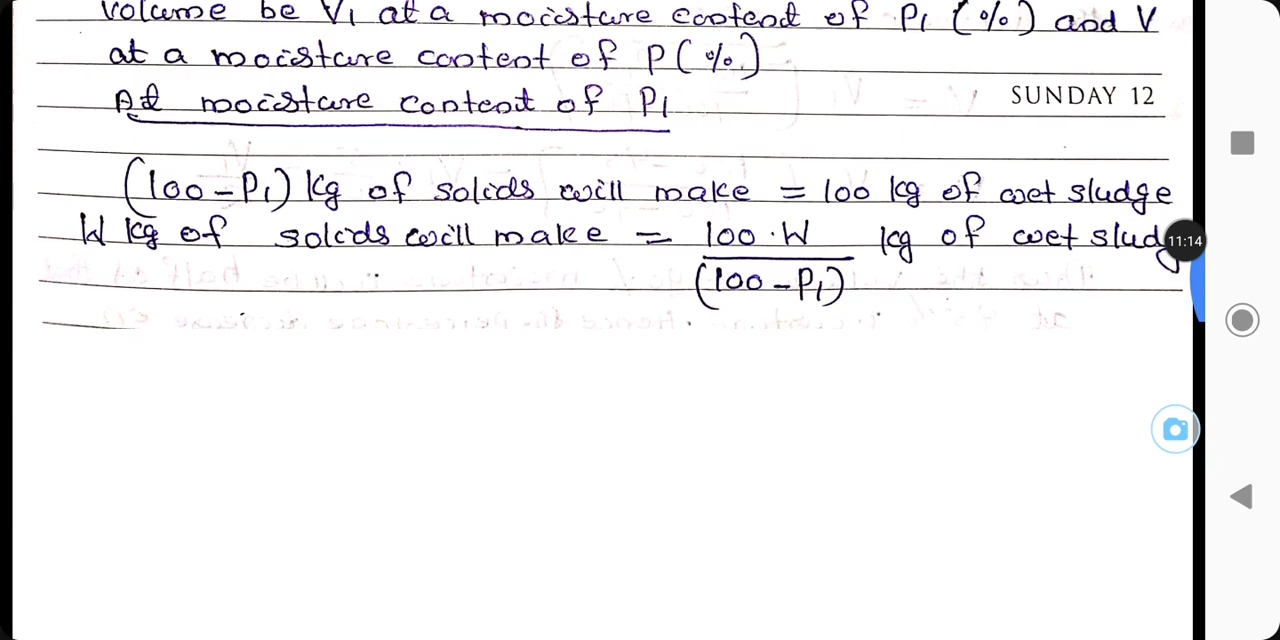 volume be V1 at a moisture content of P1 (%) and V
at a moisture content of P(%)
At moisture content of P1
SUNDAY 12
(100-P1) kg of solids will make = 100 kg of wet sludge
W kg of solids will make = 100.W / (100-P1) kg of wet slud
11:14